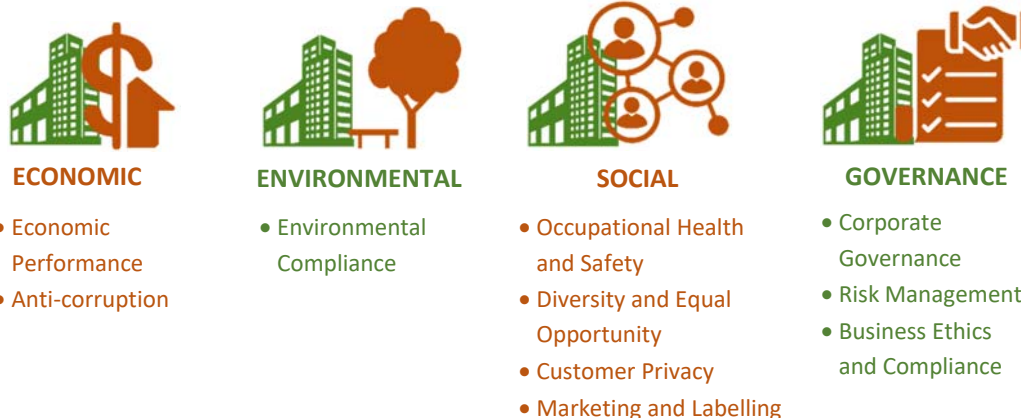 ECONOMIC
• Economic
Performance
• Anti-corruption
ENVIRONMENTAL
• Environmental
Compliance
SOCIAL
• Occupational Health
and Safety
• Diversity and Equal
Opportunity
• Customer Privacy
• Marketing and Labelling
GOVERNANCE
• Corporate
Governance
• Risk Management
• Business Ethics
and Compliance